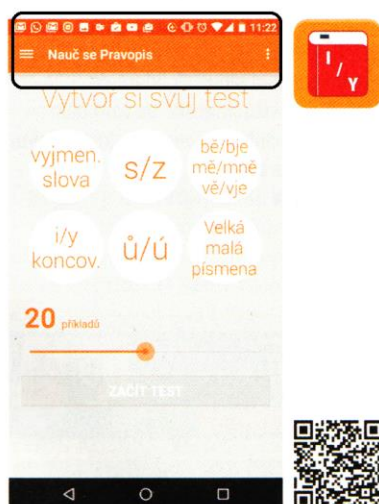 11:22
Nauč se Pravopis
I/Y
Vytvoř si svůj test
vyjmen.
slova
s/z
bě/bje
mě/mně
vě/vje
i/y
koncov.
ů/ú
Velká
malá
písmena
20 příkladů
ZAČÍT TEST